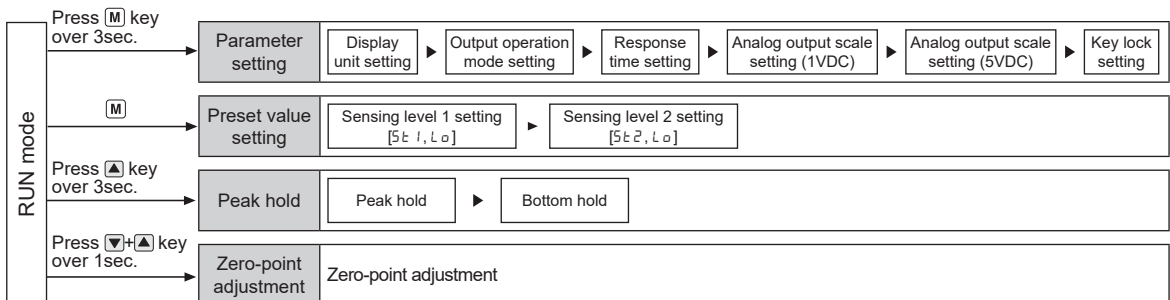 RUN mode
Press M key
over 3sec.
Parameter
setting
Display
unit setting
Output operation
mode setting
Response
time setting
Analog output scale
setting (1VDC)
Analog output scale
setting (5VDC)
Key lock
setting
M
Preset value
setting
Sensing level 1 setting
[St1, Lo]
Sensing level 2 setting
[St2, Lo]
Press ▲ key
over 3sec.
Peak hold
Peak hold
Bottom hold
Press ▼+▲ key
over 1sec.
Zero-point
adjustment
Zero-point adjustment